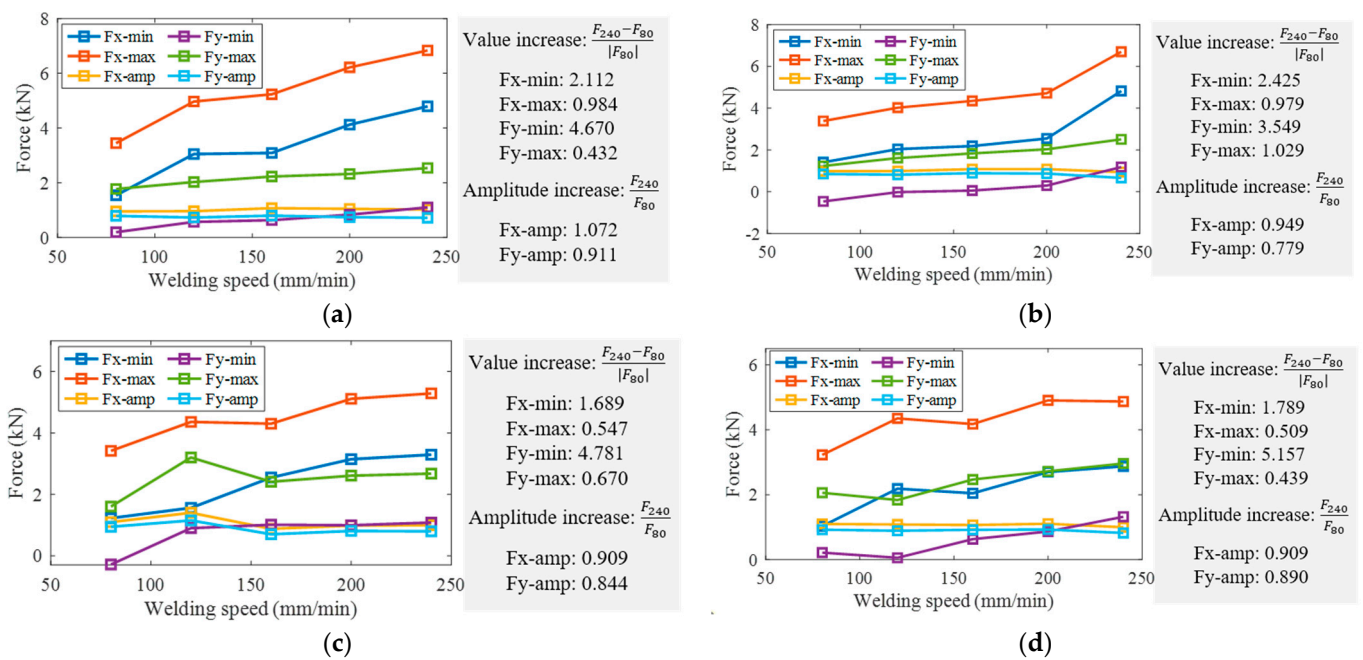 8
6
4
2
0
50
100
150
200
250
Force (kN)
Welding speed (mm/min)
Fx-min
Fx-max
Fx-amp
Fy-min
Fy-max
Fy-amp
Value increase: (F₂₄₀−F₈₀)/|F₈₀|
Fx-min: 2.112
Fx-max: 0.984
Fy-min: 4.670
Fy-max: 0.432
Amplitude increase: F₂₄₀/F₈₀
Fx-amp: 1.072
Fy-amp: 0.911
(a)
8
6
4
2
0
-2
50
100
150
200
250
Force (kN)
Welding speed (mm/min)
Fx-min
Fx-max
Fx-amp
Fy-min
Fy-max
Fy-amp
Value increase: (F₂₄₀−F₈₀)/|F₈₀|
Fx-min: 2.425
Fx-max: 0.979
Fy-min: 3.549
Fy-max: 1.029
Amplitude increase: F₂₄₀/F₈₀
Fx-amp: 0.949
Fy-amp: 0.779
(b)
6
4
2
0
50
100
150
200
250
Force (kN)
Welding speed (mm/min)
Fx-min
Fx-max
Fx-amp
Fy-min
Fy-max
Fy-amp
Value increase: (F₂₄₀−F₈₀)/|F₈₀|
Fx-min: 1.689
Fx-max: 0.547
Fy-min: 4.781
Fy-max: 0.670
Amplitude increase: F₂₄₀/F₈₀
Fx-amp: 0.909
Fy-amp: 0.844
(c)
6
4
2
0
50
100
150
200
250
Force (kN)
Welding speed (mm/min)
Fx-min
Fx-max
Fx-amp
Fy-min
Fy-max
Fy-amp
Value increase: (F₂₄₀−F₈₀)/|F₈₀|
Fx-min: 1.789
Fx-max: 0.509
Fy-min: 5.157
Fy-max: 0.439
Amplitude increase: F₂₄₀/F₈₀
Fx-amp: 0.909
Fy-amp: 0.890
(d)